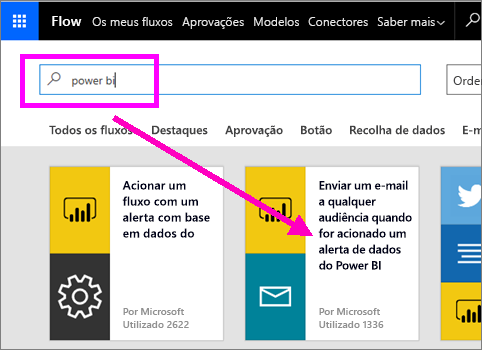 Flow Os meus fluxos Aprovações Modelos Conectores Saber mais
power bi
Orde
Todos os fluxos Destaques Aprovação Botão Recolha de dados E-m
Acionar um
fluxo com um
alerta com base
em dados do
Por Microsoft
Utilizado 2622
Enviar um e-mail
a qualquer
audiência quando
for acionado um
alerta de dados
do Power BI
Por Microsoft
Utilizado 1336